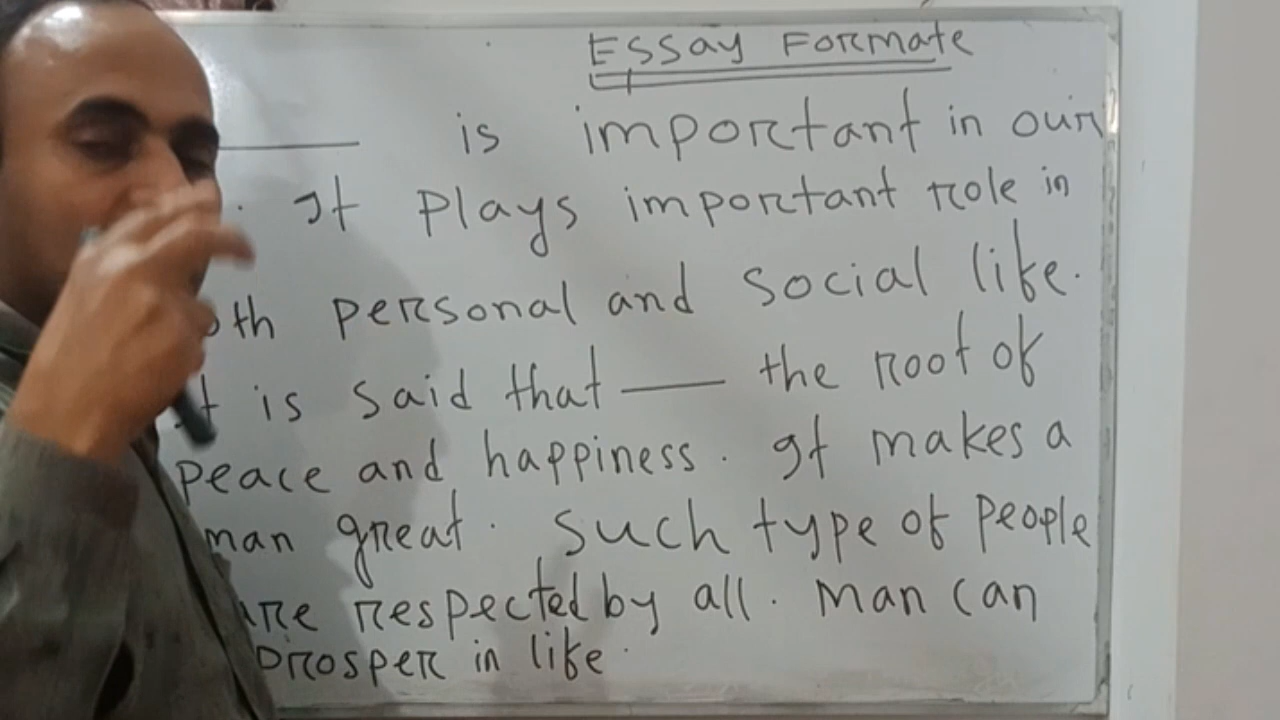 Essay Formate
____ is important in our
. It plays important role in
oth personal and social life.
t is said that ___ the root of
peace and happiness. It makes a
man great. Such type of people
are respected by all. Man can
prosper in life.